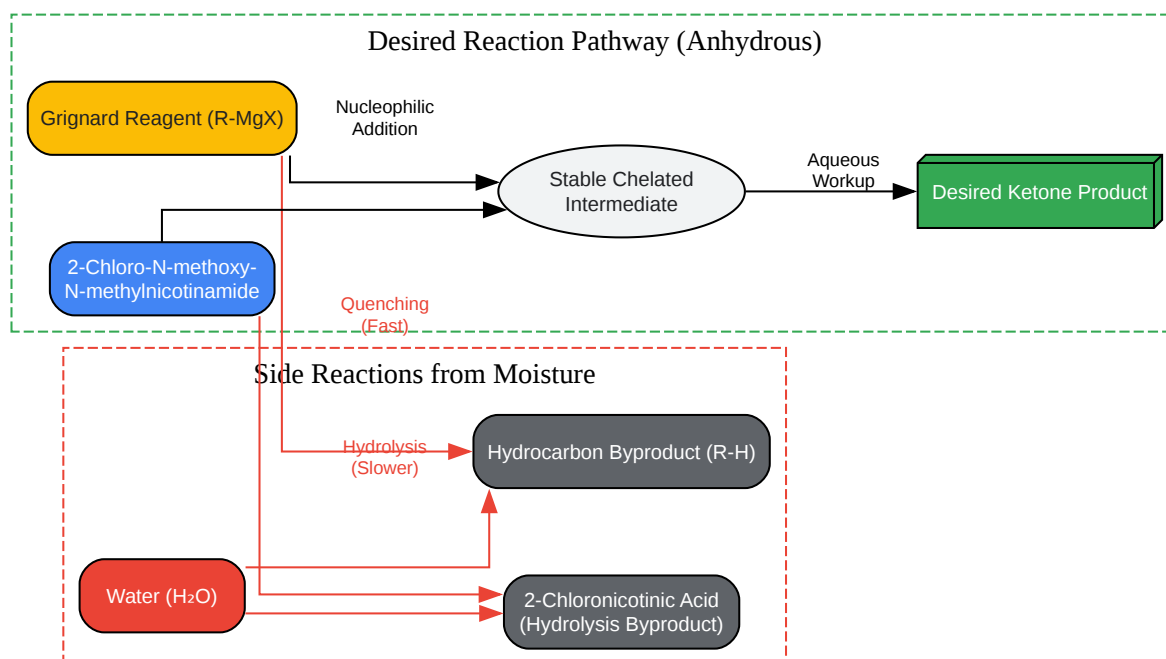 Desired Reaction Pathway (Anhydrous)
Grignard Reagent (R-MgX)
Nucleophilic
Addition
Stable Chelated
Intermediate
Aqueous
Workup
Desired Ketone Product
2-Chloro-N-methoxy-
N-methylnicotinamide
Quenching
(Fast)
Side Reactions from Moisture
Hydrolysis
(Slower)
Hydrocarbon Byproduct (R-H)
Water (H₂O)
2-Chloronicotinic Acid
(Hydrolysis Byproduct)